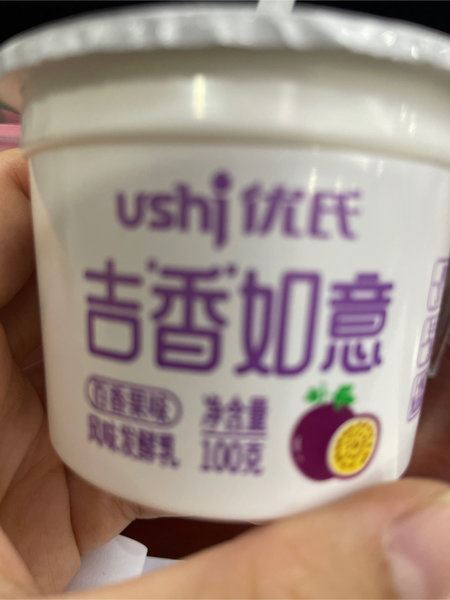 ushi 优氏
吉"香"如意
百香果味
风味发酵乳
净含量
100克